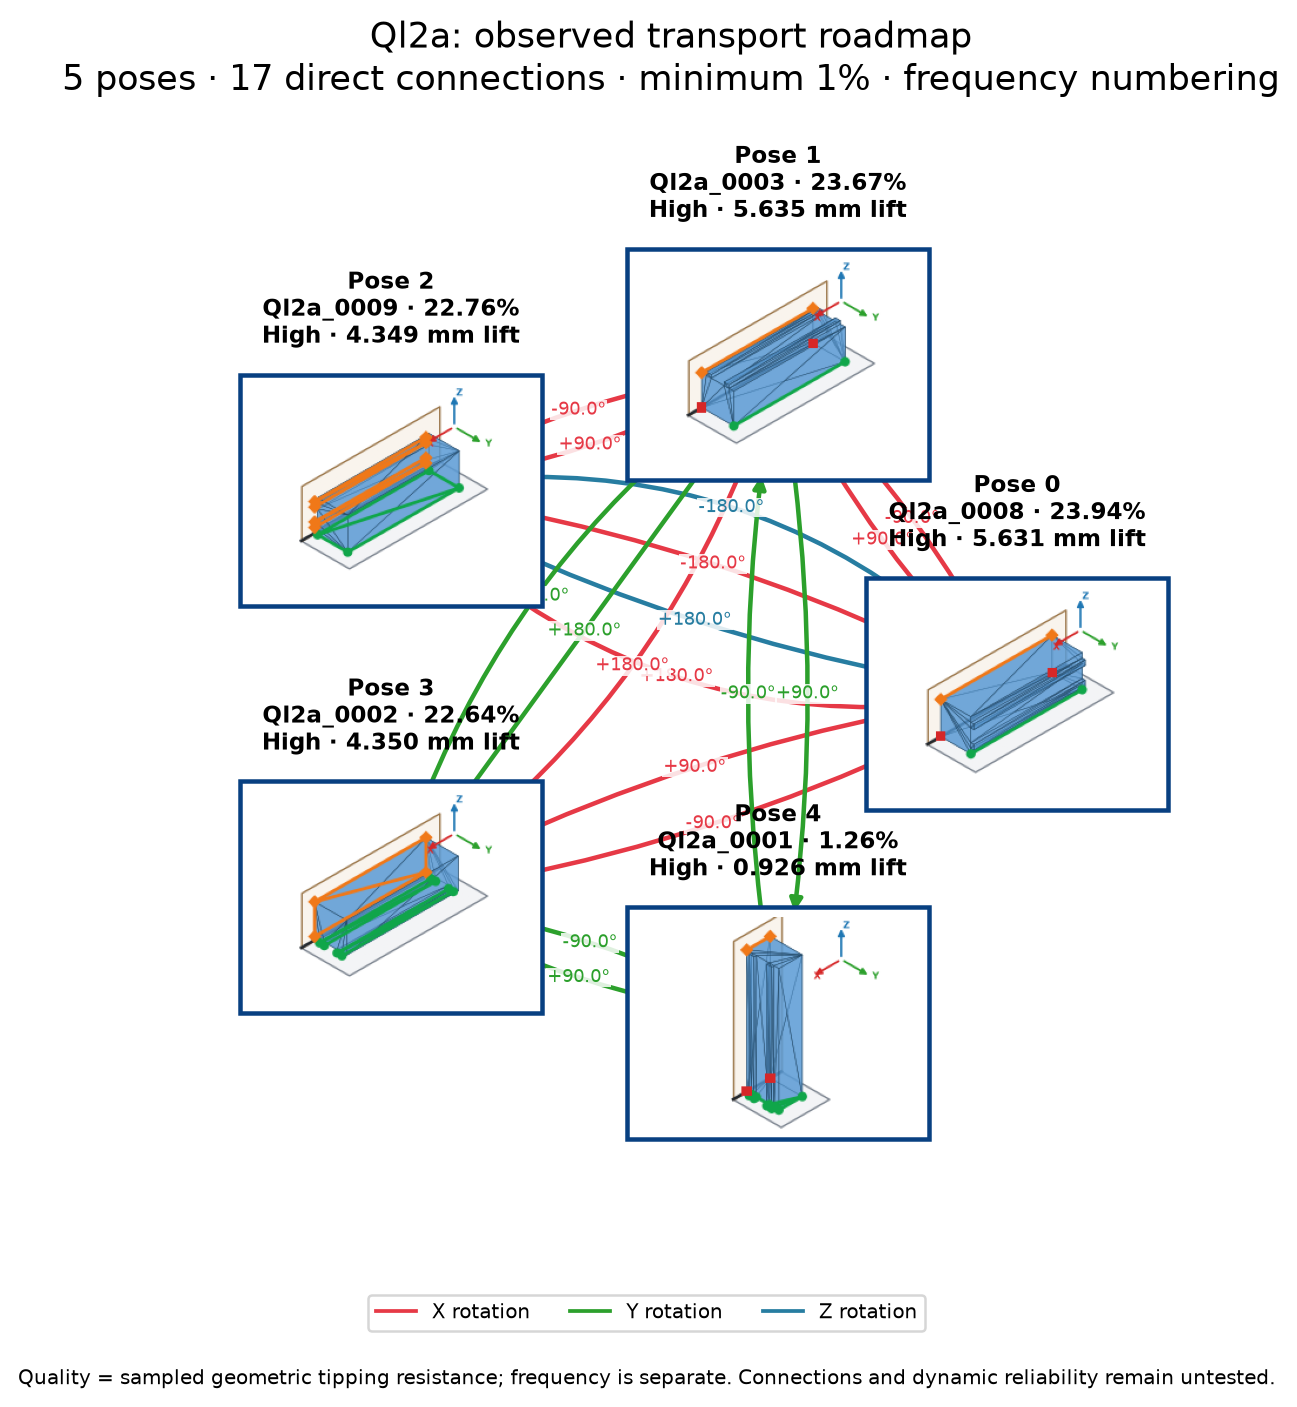 Ql2a: observed transport roadmap
5 poses · 17 direct connections · minimum 1% · frequency numbering
Pose 1
Ql2a_0003 · 23.67%
High · 5.635 mm lift
Pose 2
Ql2a_0009 · 22.76%
High · 4.349 mm lift
Z
X
Y
Z
X
Y
-90.0°
+90.0°
Pose 0
Ql2a_0008 · 23.94%
High · 5.631 mm lift
-180.0°
-90.0°
-180.0°
+180.0°
+180.0°
+180.0°
-90.0°
+90.0°
Z
X
Y
Pose 3
Ql2a_0002 · 22.64%
High · 4.350 mm lift
+90.0°
-90.0°
Z
X
Y
Pose 4
Ql2a_0001 · 1.26%
High · 0.926 mm lift
-90.0°
+90.0°
Z
X
Y
X rotation
Y rotation
Z rotation
Quality = sampled geometric tipping resistance; frequency is separate. Connections and dynamic reliability remain untested.